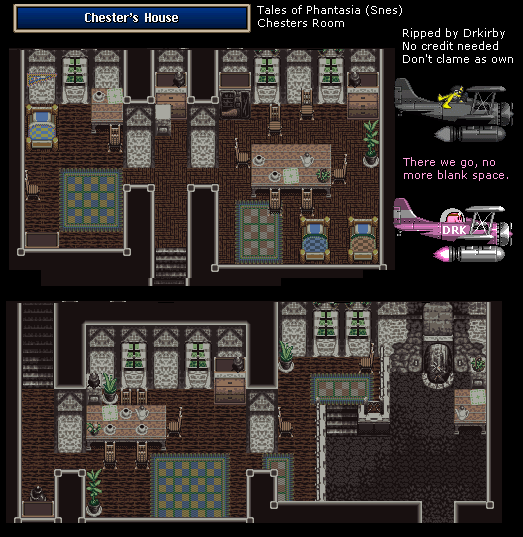 Chester's House
Tales of Phantasia (Snes)
Chesters Room
Ripped by Drkirby
No credit needed
Don't clame as own
There we go, no
more blank space.
DRK